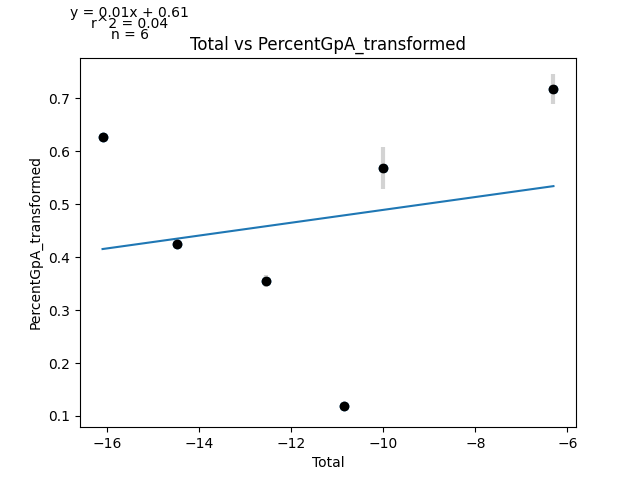 y = 0.01x + 0.61
r^2 = 0.04
n = 6
Total vs PercentGpA_transformed
PercentGpA_transformed
0.7
0.6
0.5
0.4
0.3
0.2
0.1
−16 −14 −12 −10 −8 −6
Total